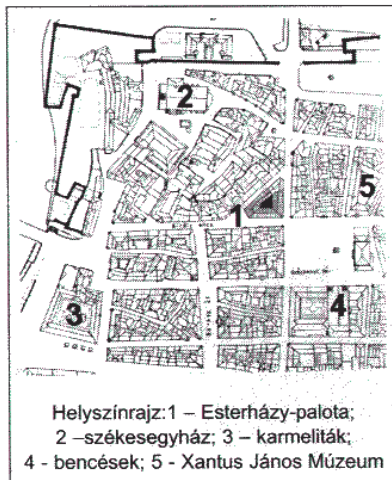 2
5
1
4
3
Helyszínrajz:1 – Esterházy-palota;
2 –székesegyház; 3 – karmeliták;
4 - bencések; 5 - Xantus János Múzeum